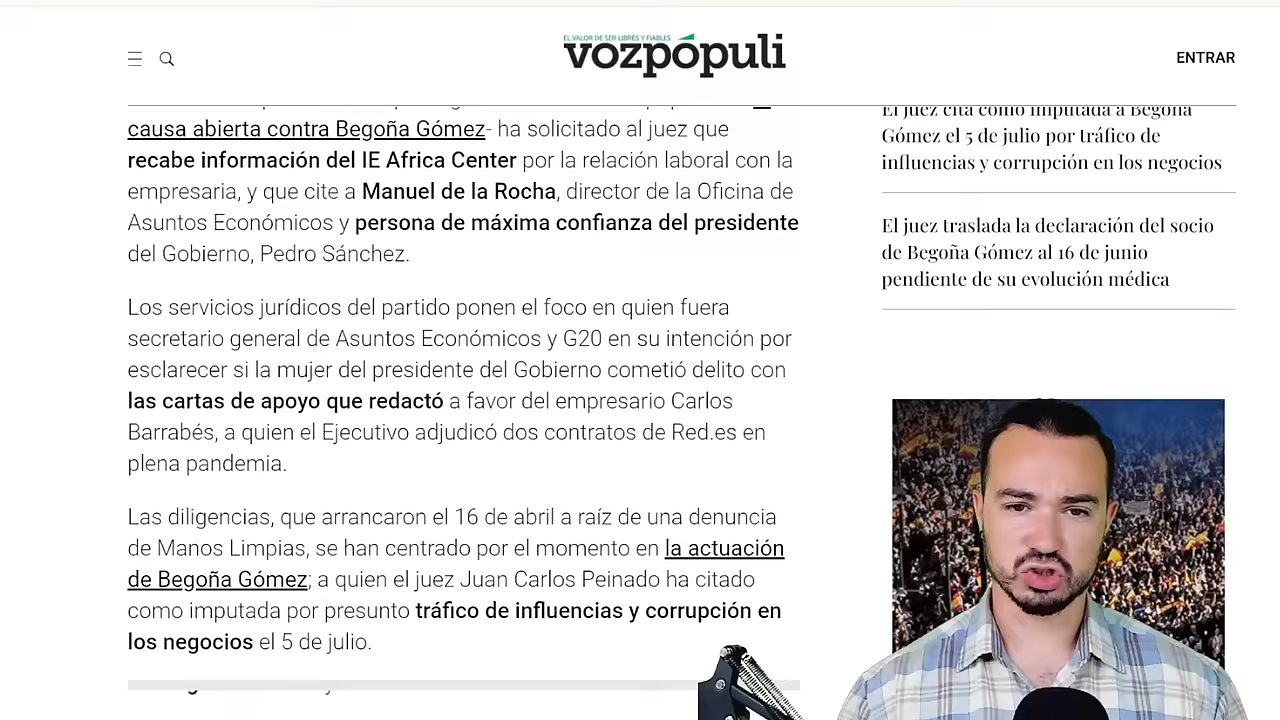 EL VALOR DE SER LIBRES Y FIABLES
vozpópuli
ENTRAR
causa abierta contra Begoña Gómez- ha solicitado al juez que
recabe información del IE Africa Center por la relación laboral con la
empresaria, y que cite a Manuel de la Rocha, director de la Oficina de
Asuntos Económicos y persona de máxima confianza del presidente
del Gobierno, Pedro Sánchez.
Los servicios jurídicos del partido ponen el foco en quien fuera
secretario general de Asuntos Económicos y G20 en su intención por
esclarecer si la mujer del presidente del Gobierno cometió delito con
las cartas de apoyo que redactó a favor del empresario Carlos
Barrabés, a quien el Ejecutivo adjudicó dos contratos de Red.es en
plena pandemia.
Las diligencias, que arrancaron el 16 de abril a raíz de una denuncia
de Manos Limpias, se han centrado por el momento en la actuación
de Begoña Gómez; a quien el juez Juan Carlos Peinado ha citado
como imputada por presunto tráfico de influencias y corrupción en
los negocios el 5 de julio.
El juez cita como imputada a Begoña
Gómez el 5 de julio por tráfico de
influencias y corrupción en los negocios
El juez traslada la declaración del socio
de Begoña Gómez al 16 de junio
pendiente de su evolución médica